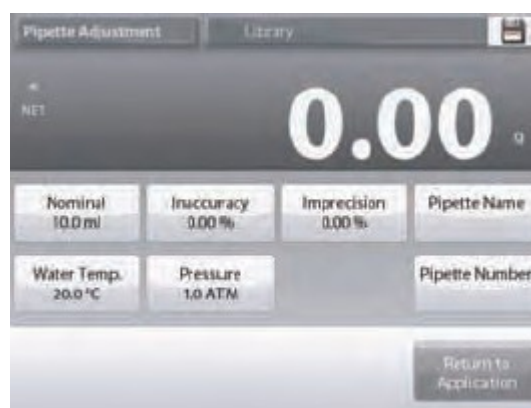 Pipette Adjustment
Library
NET
0.00 g
Nominal
10.0 ml
Inaccuracy
0.00 %
Imprecision
0.00 %
Pipette Name
Water Temp.
20.0 °C
Pressure
1.0 ATM
Pipette Number
Return to
Application